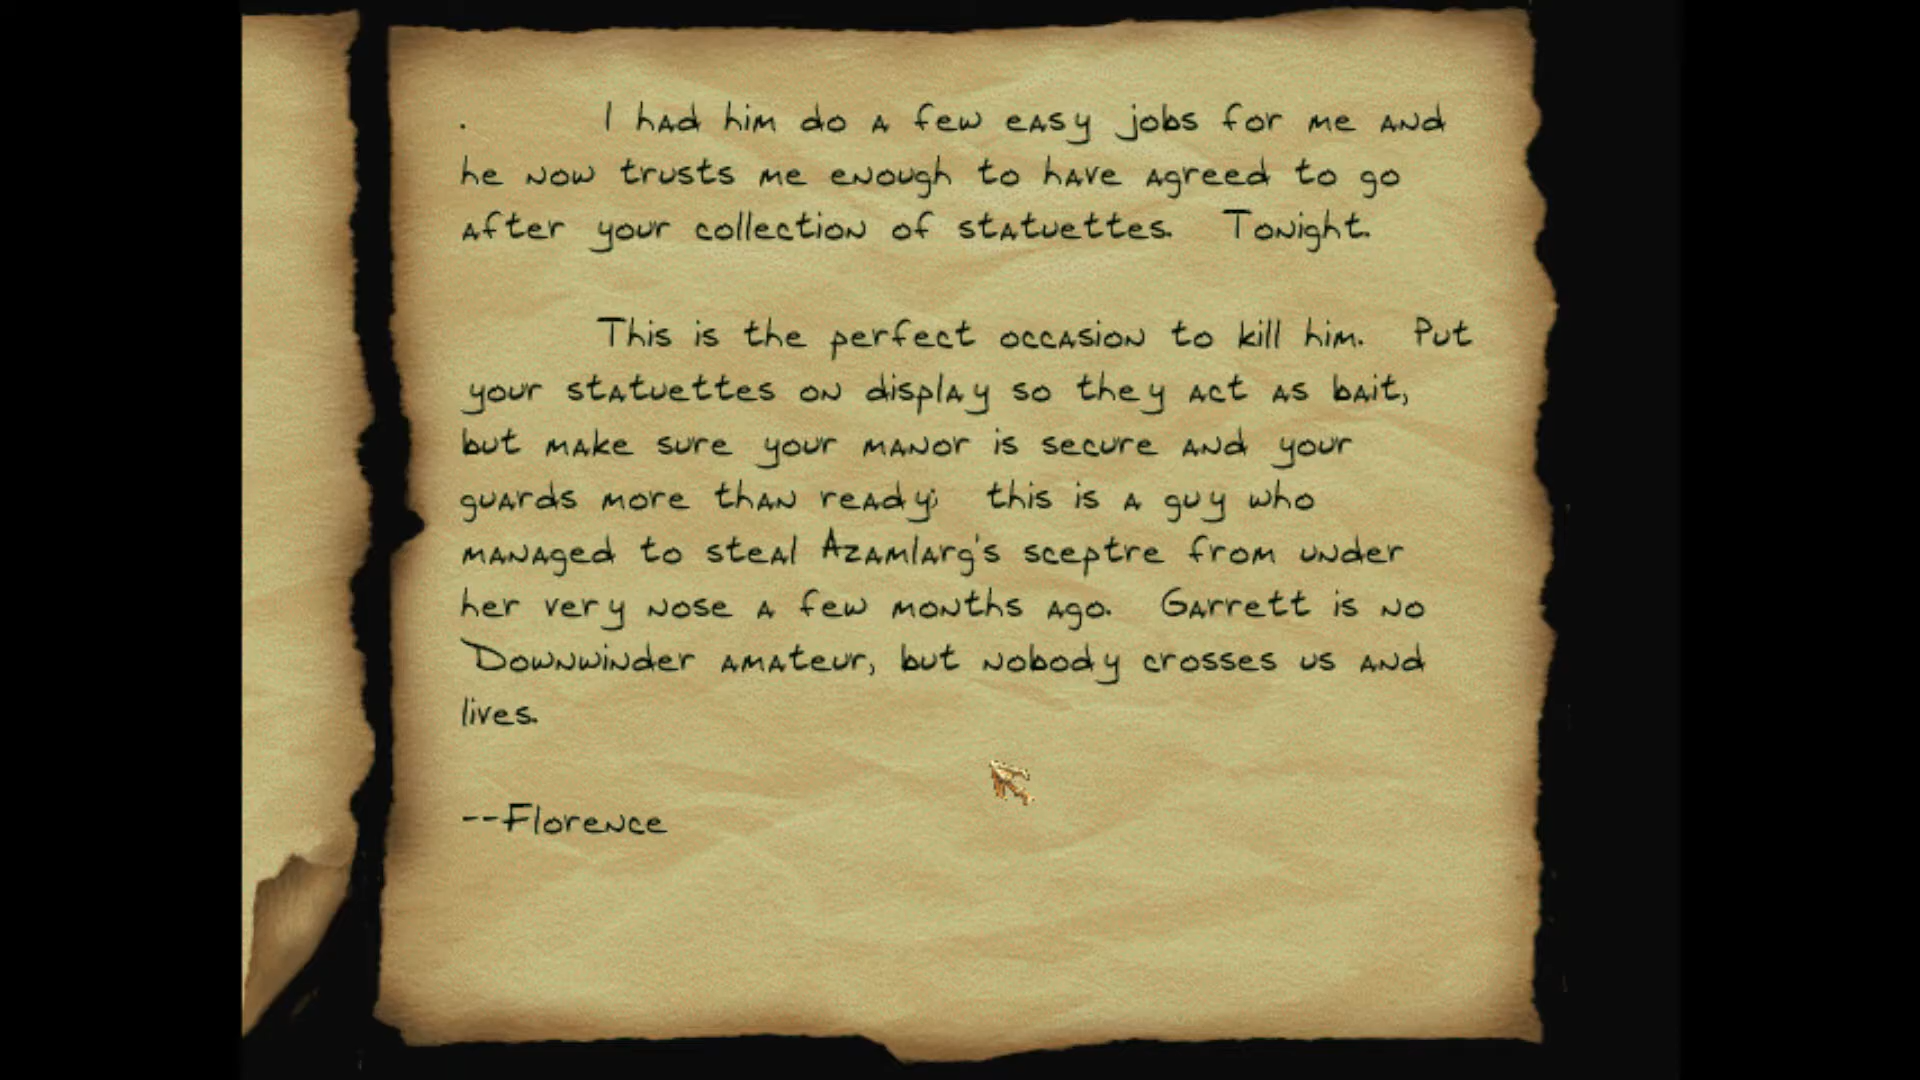 . I had him do a few easy jobs for me and
he now trusts me enough to have agreed to go
after your collection of statuettes. Tonight.
This is the perfect occasion to kill him. Put
your statuettes on display so they act as bait,
but make sure your manor is secure and your
guards more than ready; this is a guy who
managed to steal Azamlarg's sceptre from under
her very nose a few months ago. Garrett is no
Downwinder amateur, but nobody crosses us and
lives.
--Florence